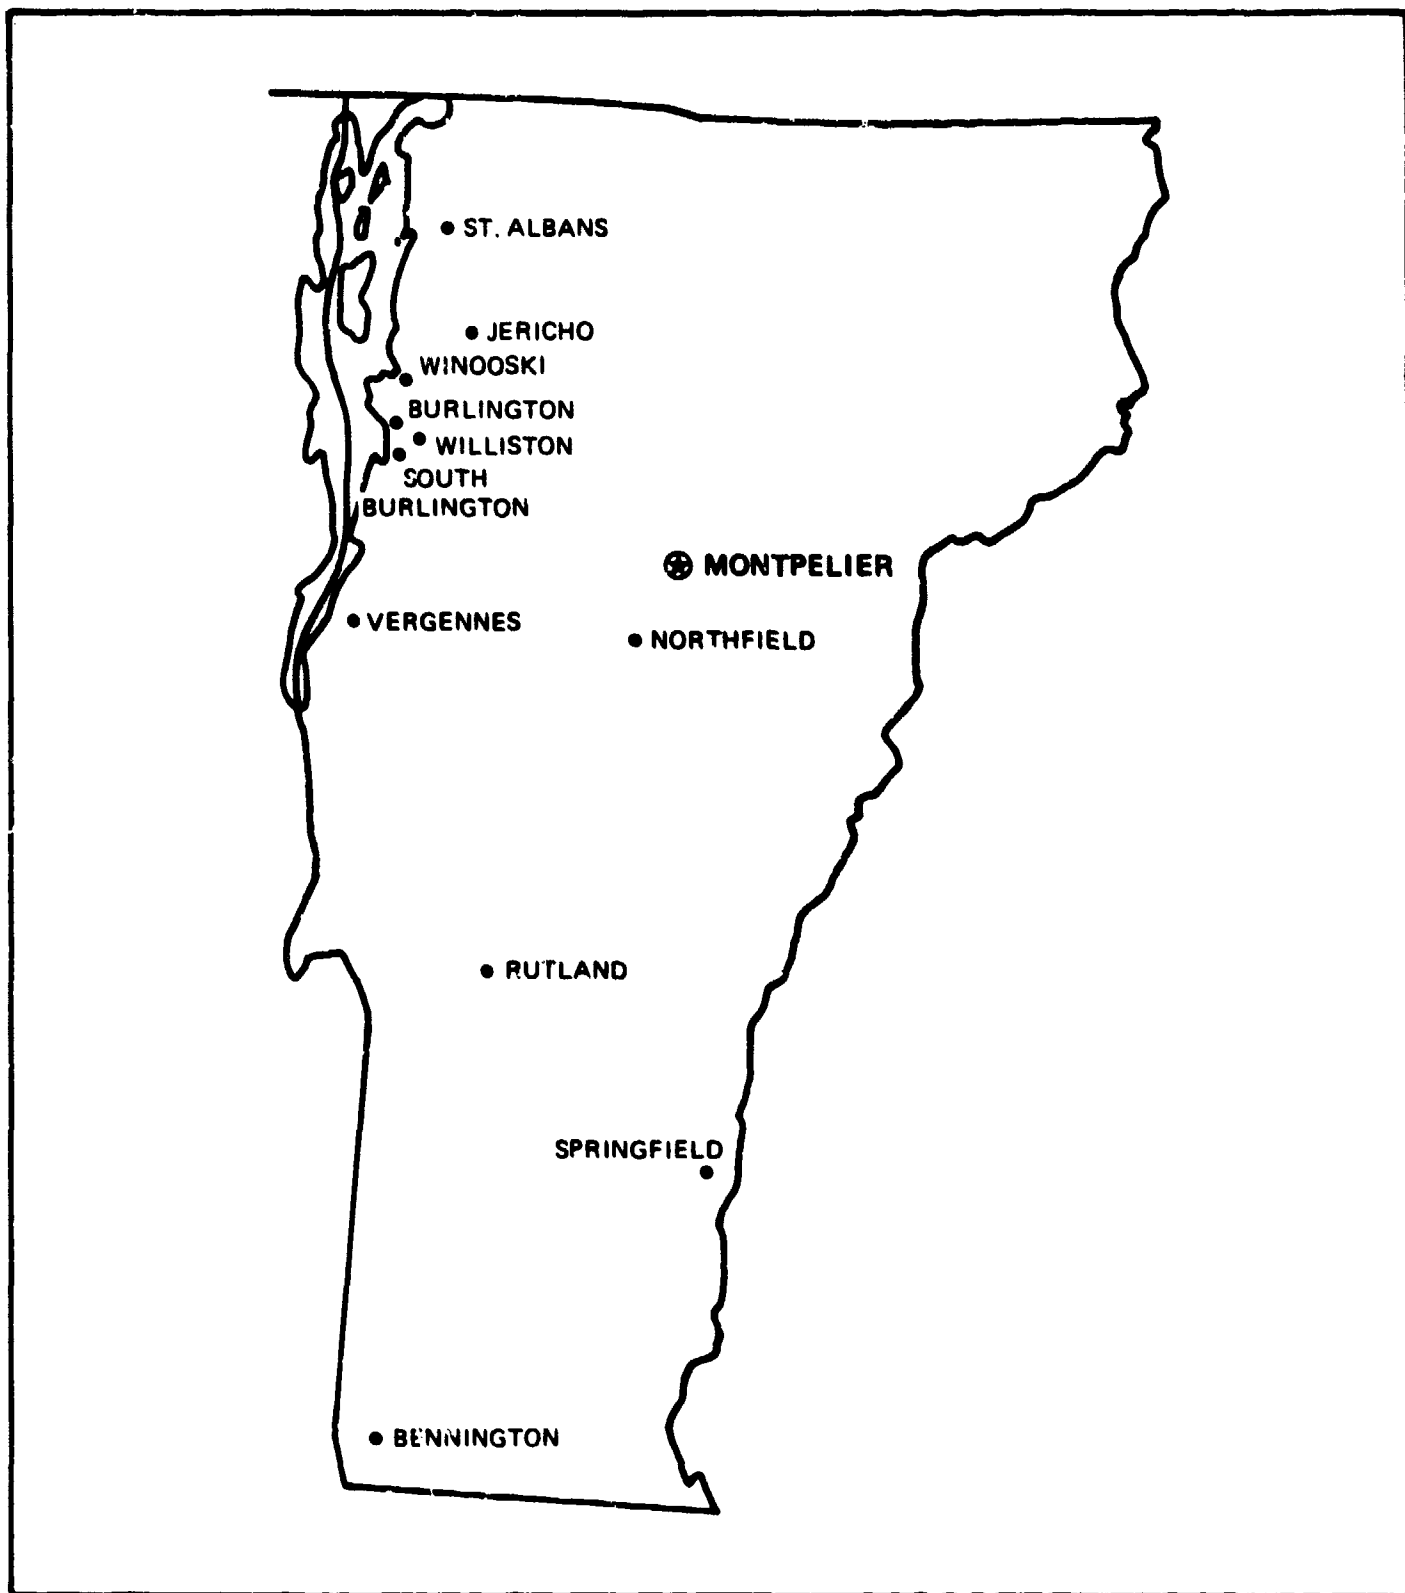 ST. ALBANS
JERICHO
WINOOSKI
BURLINGTON
WILLISTON
SOUTH
BURLINGTON
MONTPELIER
VERGENNES
NORTHFIELD
RUTLAND
SPRINGFIELD
BENNINGTON